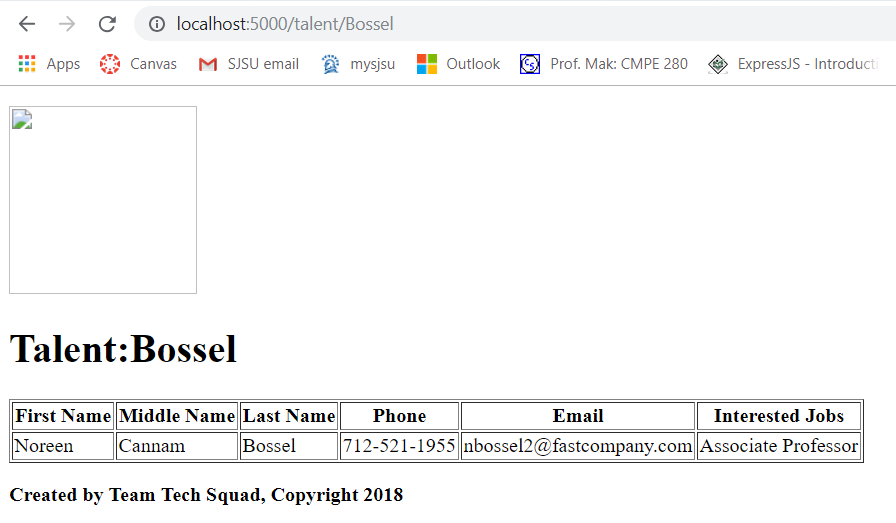 localhost:5000/talent/Bossel
Apps Canvas SJSU email mysjsu Outlook CS Prof. Mak: CMPE 280 ExpressJS - Introducti
Talent:Bossel
First Name Middle Name Last Name Phone Email Interested Jobs
Noreen Cannam Bossel 712-521-1955 nbossel2@fastcompany.com Associate Professor
Created by Team Tech Squad, Copyright 2018